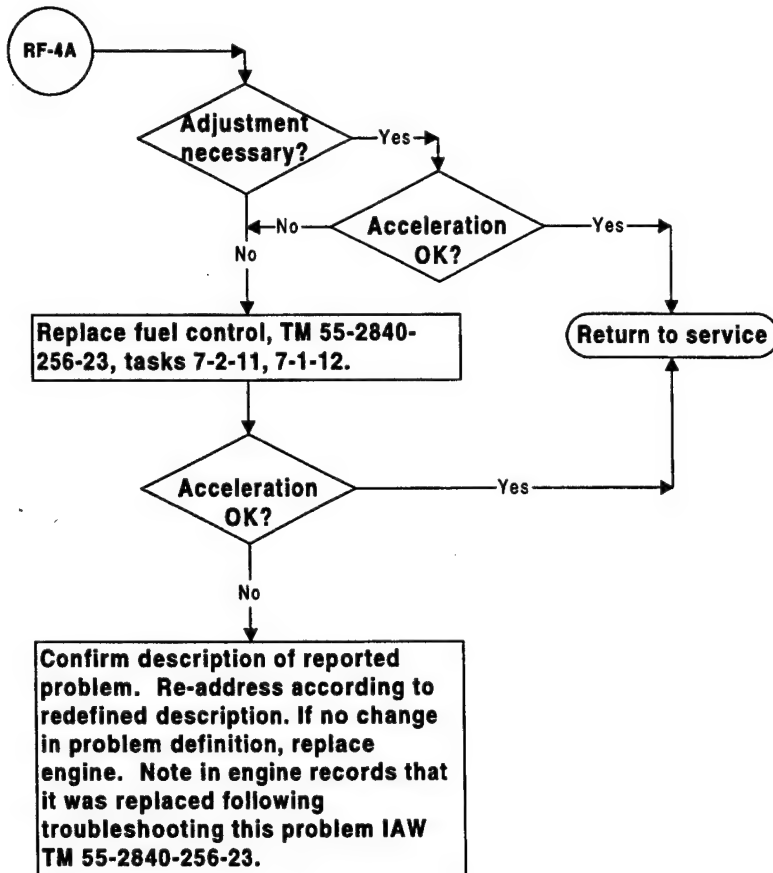 RF-4A
Adjustment
necessary?
Yes
Acceleration
OK?
No
Yes
No
Replace fuel control, TM 55-2840-
256-23, tasks 7-2-11, 7-1-12.
Return to service
Acceleration
OK?
Yes
No
Confirm description of reported
problem. Re-address according to
redefined description. If no change
in problem definition, replace
engine. Note in engine records that
it was replaced following
troubleshooting this problem IAW
TM 55-2840-256-23.